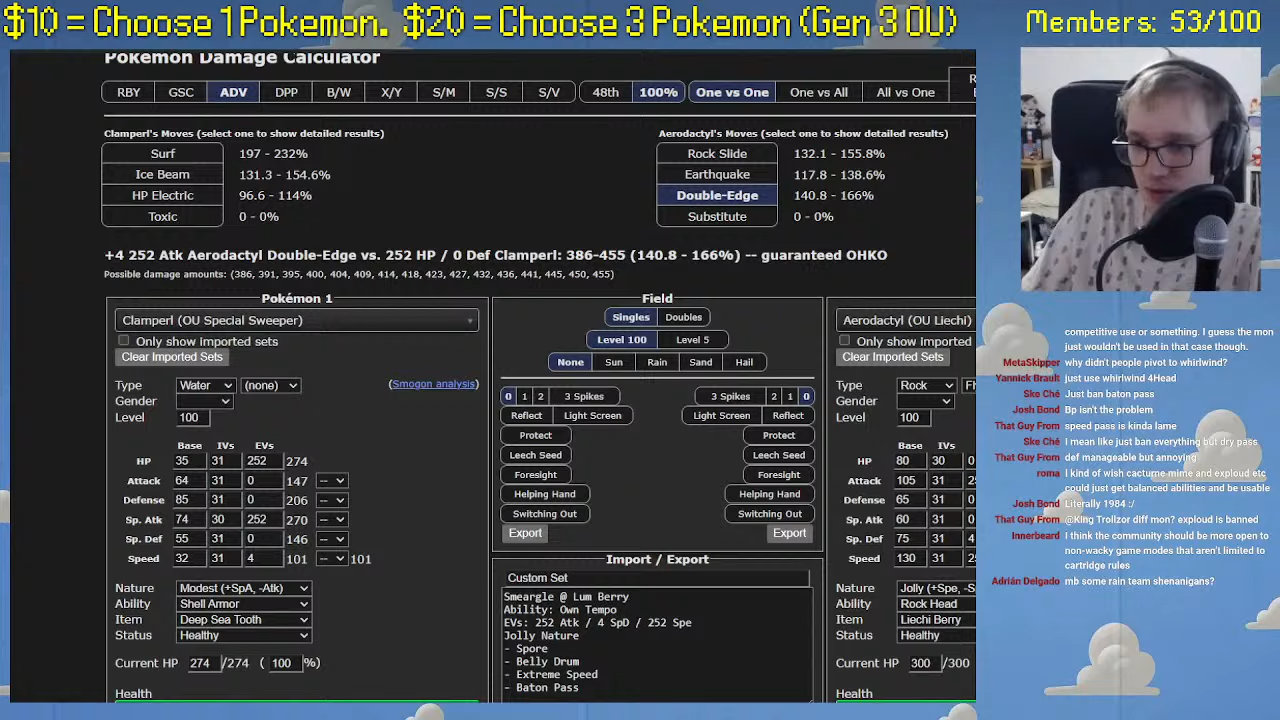 $10 = Choose 1 Pokemon. $20 = Choose 3 Pokemon (Gen 3 OU)
Members: 53/100
Pokemon Damage Calculator
RBY GSC ADV DPP B/W X/Y S/M S/S S/V 48th 100% One vs One One vs All All vs One
Clamperl's Moves (select one to show detailed results)
Surf 197 - 232%
Ice Beam 131.3 - 154.6%
HP Electric 96.6 - 114%
Toxic 0 - 0%
Aerodactyl's Moves (select one to show detailed results)
Rock Slide 132.1 - 155.8%
Earthquake 117.8 - 138.6%
Double-Edge 140.8 - 166%
Substitute 0 - 0%
+4 252 Atk Aerodactyl Double-Edge vs. 252 HP / 0 Def Clamperl: 386-455 (140.8 - 166%) -- guaranteed OHKO
Possible damage amounts: (386, 391, 395, 400, 404, 409, 414, 418, 423, 427, 432, 436, 441, 445, 450, 455)
Pokémon 1
Clamperl (OU Special Sweeper)
Only show imported sets
Clear Imported Sets
Type Water (none) (Smogon analysis)
Gender
Level 100
Base IVs EVs
HP 35 31 252 274
Attack 64 31 0 147 --
Defense 85 31 0 206 --
Sp. Atk 74 30 252 270 --
Sp. Def 55 31 0 146 --
Speed 32 31 4 101 -- 101
Nature Modest (+SpA, -Atk)
Ability Shell Armor
Item Deep Sea Tooth
Status Healthy
Current HP 274 /274 ( 100 %)
Health
Field
Singles Doubles
Level 100 Level 5
None Sun Rain Sand Hail
0 1 2 3 Spikes 3 Spikes 2 1 0
Reflect Light Screen Light Screen Reflect
Protect Protect
Leech Seed Leech Seed
Foresight Foresight
Helping Hand Helping Hand
Switching Out Switching Out
Export Export
Import / Export
Custom Set
Smeargle @ Lum Berry
Ability: Own Tempo
EVs: 252 Atk / 4 SpD / 252 Spe
Jolly Nature
- Spore
- Belly Drum
- Extreme Speed
- Baton Pass
Aerodactyl (OU Liechi)
Only show imported sets
Clear Imported Sets
Type Rock
Gender
Level 100
Base IVs E
HP 80 30 0
Attack 105 31
Defense 65 31 0
Sp. Atk 60 31 0
Sp. Def 75 31 4
Speed 130 31
Nature Jolly (+Spe, -S
Ability Rock Head
Item Liechi Berry
Status Healthy
Current HP 300 /300
competitive use or something. I guess the mon
just wouldn't be used in that case though.
MetaSkipper why didn't people pivot to whirlwind?
Yannick Brault just use whirlwind 4Head
Ske Ché Just ban baton pass
Josh Bond Bp isn't the problem
That Guy From speed pass is kinda lame
Ske Ché I mean like just ban everything but dry pass
That Guy From def manageable but annoying
roma I kind of wish cacturne mime and exploud etc
could just get balanced abilities and be usable
Josh Bond Literally 1984 :/
That Guy From @King Trollzor diff mon? exploud is banned
Innerbeard I think the community should be more open to
non-wacky game modes that aren't limited to
cartridge rules
Adrián Delgado mb some rain team shenanigans?